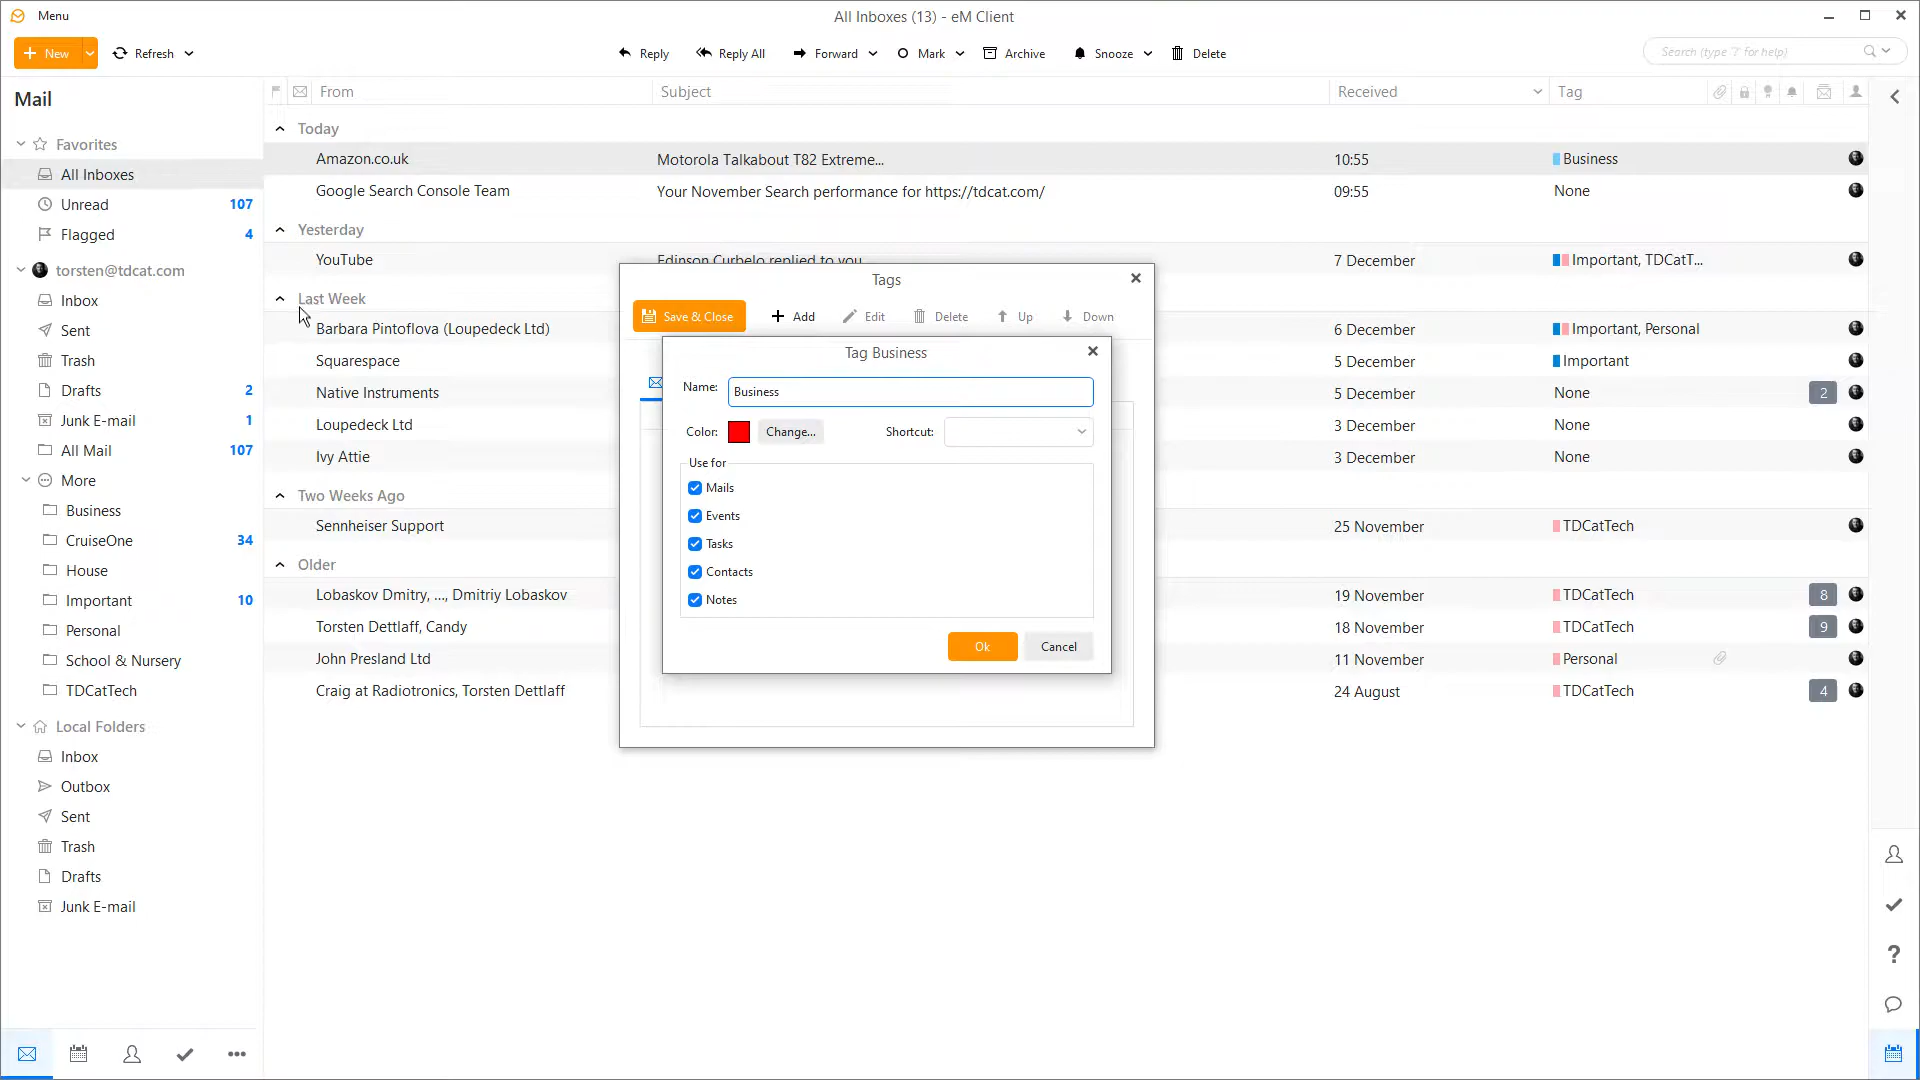 Menu
All Inboxes (13) - eM Client
New Refresh Reply Reply All Forward Mark Archive Snooze Delete Search (type '?' for help)
Mail
From Subject Received Tag
Favorites
All Inboxes
Unread 107
Flagged 4
torsten@tdcat.com
Inbox
Sent
Trash
Drafts 2
Junk E-mail 1
All Mail 107
More
Business
CruiseOne 34
House
Important 10
Personal
School & Nursery
TDCatTech
Local Folders
Inbox
Outbox
Sent
Trash
Drafts
Junk E-mail
Today
Amazon.co.uk Motorola Talkabout T82 Extreme... 10:55 Business
Google Search Console Team Your November Search performance for https://tdcat.com/ 09:55 None
Yesterday
YouTube Edinson Curbelo replied to you 7 December Important, TDCatT...
Last Week
Barbara Pintoflova (Loupedeck Ltd) 6 December Important, Personal
Squarespace 5 December Important
Native Instruments 5 December None 2
Loupedeck Ltd 3 December None
Ivy Attie 3 December None
Two Weeks Ago
Sennheiser Support 25 November TDCatTech
Older
Lobaskov Dmitry, ..., Dmitriy Lobaskov 19 November TDCatTech 8
Torsten Dettlaff, Candy 18 November TDCatTech 9
John Presland Ltd 11 November Personal
Craig at Radiotronics, Torsten Dettlaff 24 August TDCatTech 4
Tags
Save & Close Add Edit Delete Up Down
Tag Business
Name: Business
Color: Change... Shortcut:
Use for
Mails
Events
Tasks
Contacts
Notes
Ok Cancel